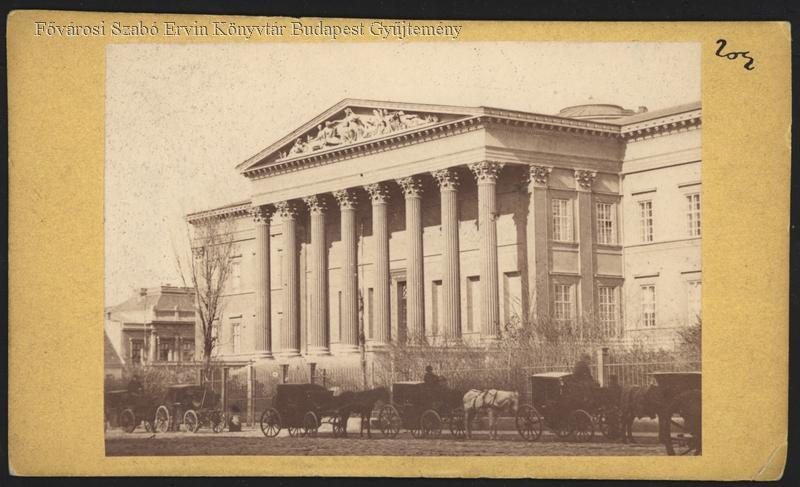 Fővárosi Szabó Ervin Könyvtár Budapest Gyűjtemény
202